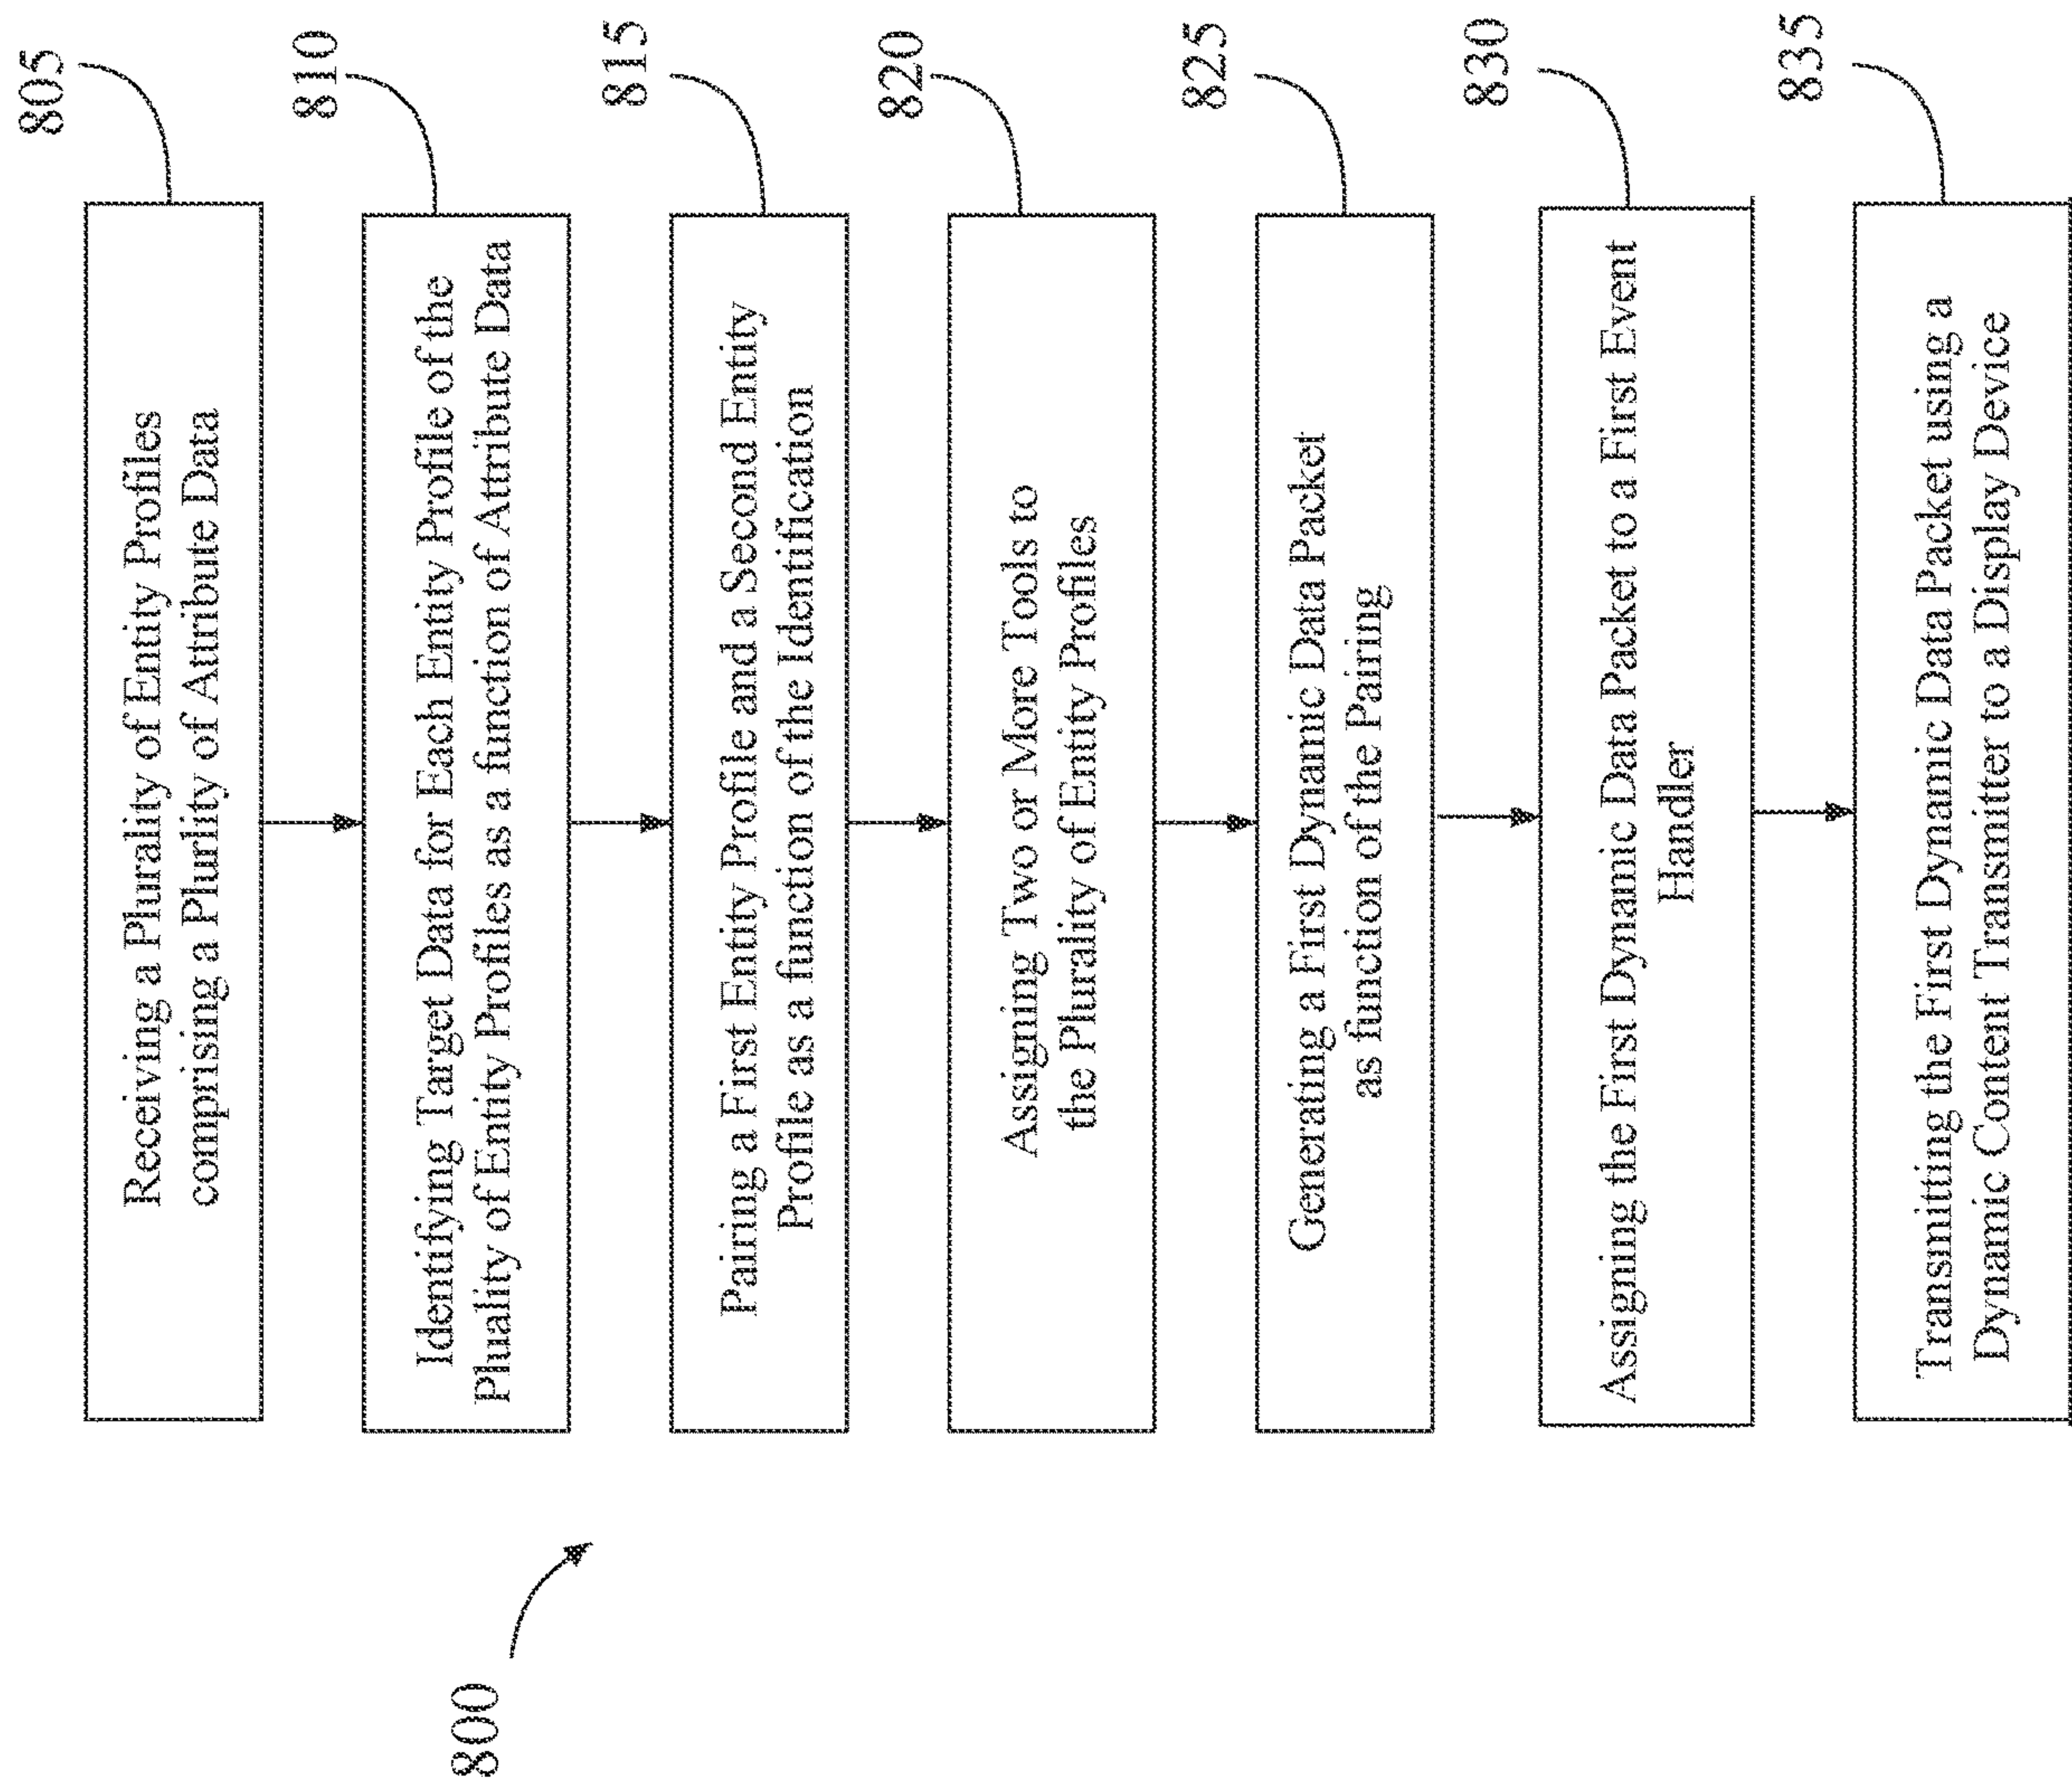 805
Receiving a Plurality of Entity Profiles
comprising a Plurlity of Attribute Data
810
Identifying Target Data for Each Entity Profile of the
Pluality of Entity Profiles as a function of Attribute Data
815
Pairing a First Entity Profile and a Second Entity
Profile as a function of the Identification
820
Assigning Two or More Tools to
the Plurality of Entity Profiles
825
Generating a First Dynamic Data Packet
as function of the Pairing
830
Assigning the First Dynamic Data Packet to a First Event
Handler
835
Transmitting the First Dynamic Data Packet using a
Dynamic Content Transmitter to a Display Device
800